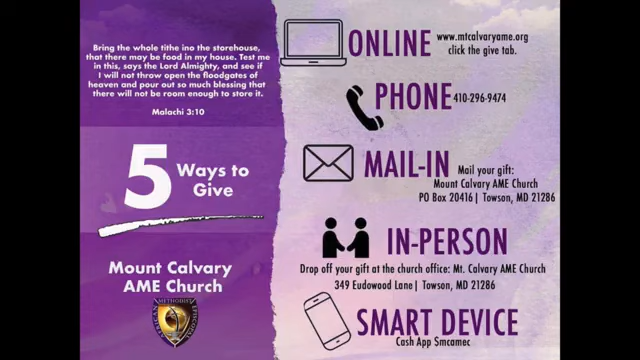 Bring the whole tithe ino the storehouse,
that there may be food in my house. Test me
in this, says the Lord Almighty, and see if
I will not throw open the floodgates of
heaven and pour out so much blessing that
there will not be room enough to store it.
Malachi 3:10
5 Ways to
Give
Mount Calvary
AME Church
AFRICAN METHODIST EPISCOPAL
ONLINE
www.mtcalvaryame.org
click the give tab.
PHONE 410-296-9474
MAIL-IN Mail your gift:
Mount Calvary AME Church
PO Box 20416| Towson, MD 21286
IN-PERSON
Drop off your gift at the church office: Mt. Calvary AME Church
349 Eudowood Lane| Towson, MD 21286
SMART DEVICE
Cash App $mcamec